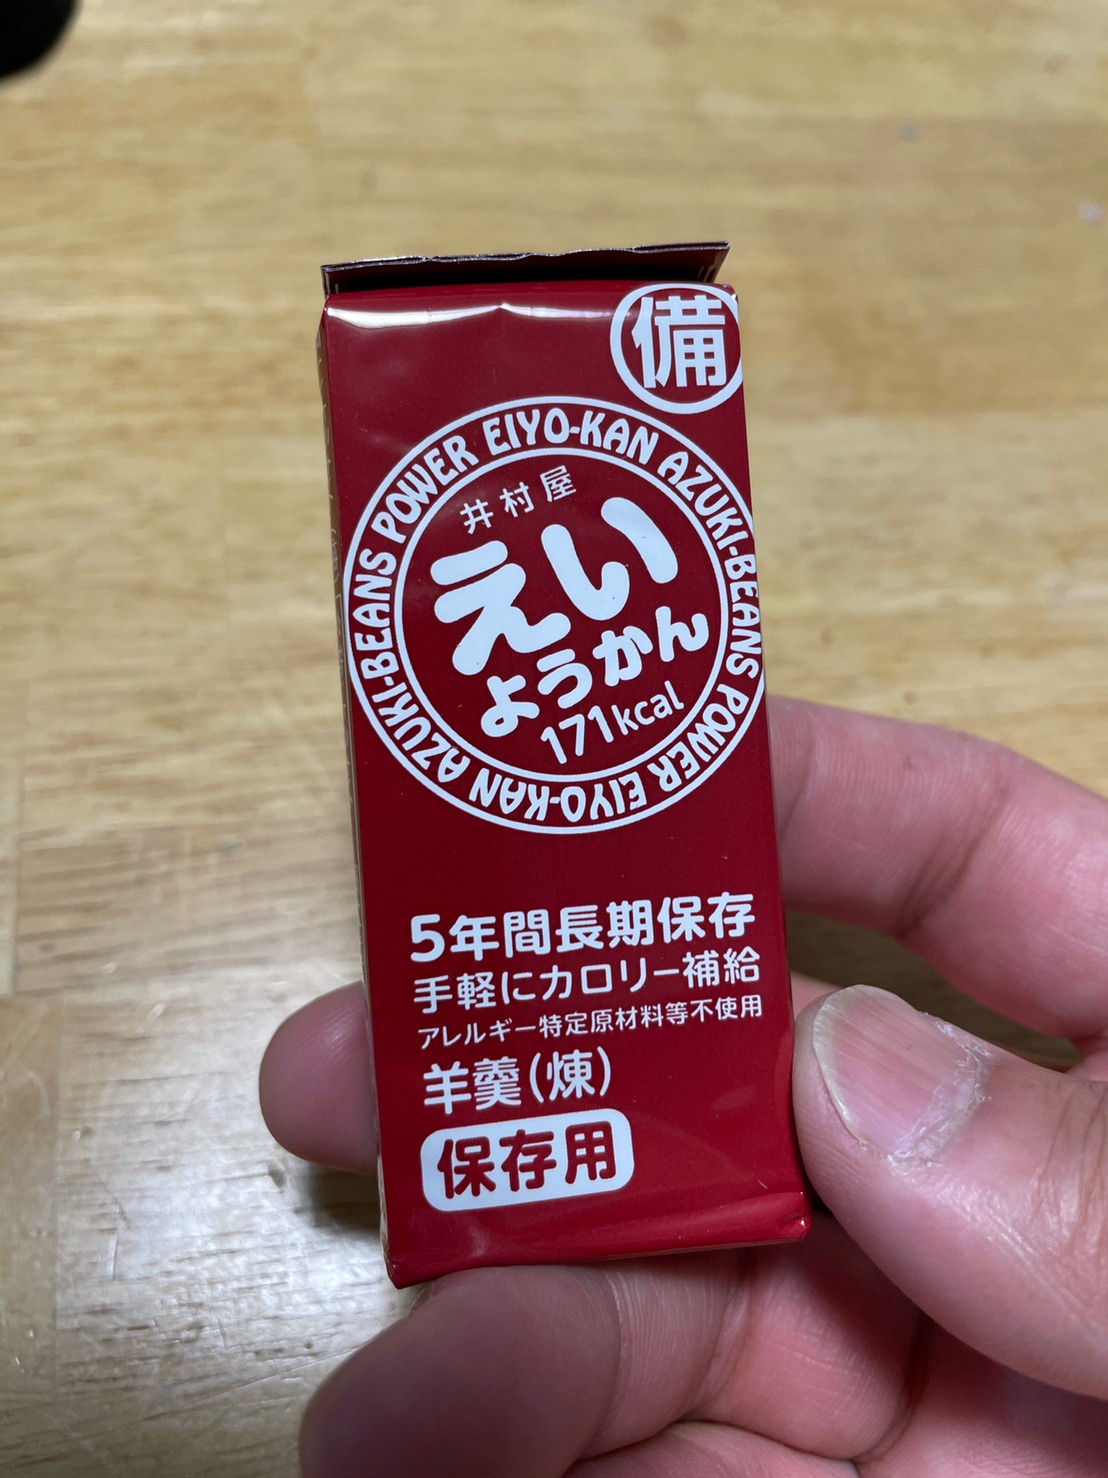 備
POWER EIYO-KAN AZUKI-BEANS POWER EIYO-KAN AZUKI-BEANS
井村屋
えい
ようかん
171kcal
5年間長期保存
手軽にカロリー補給
アレルギー特定原材料等不使用
羊羹(煉)
保存用